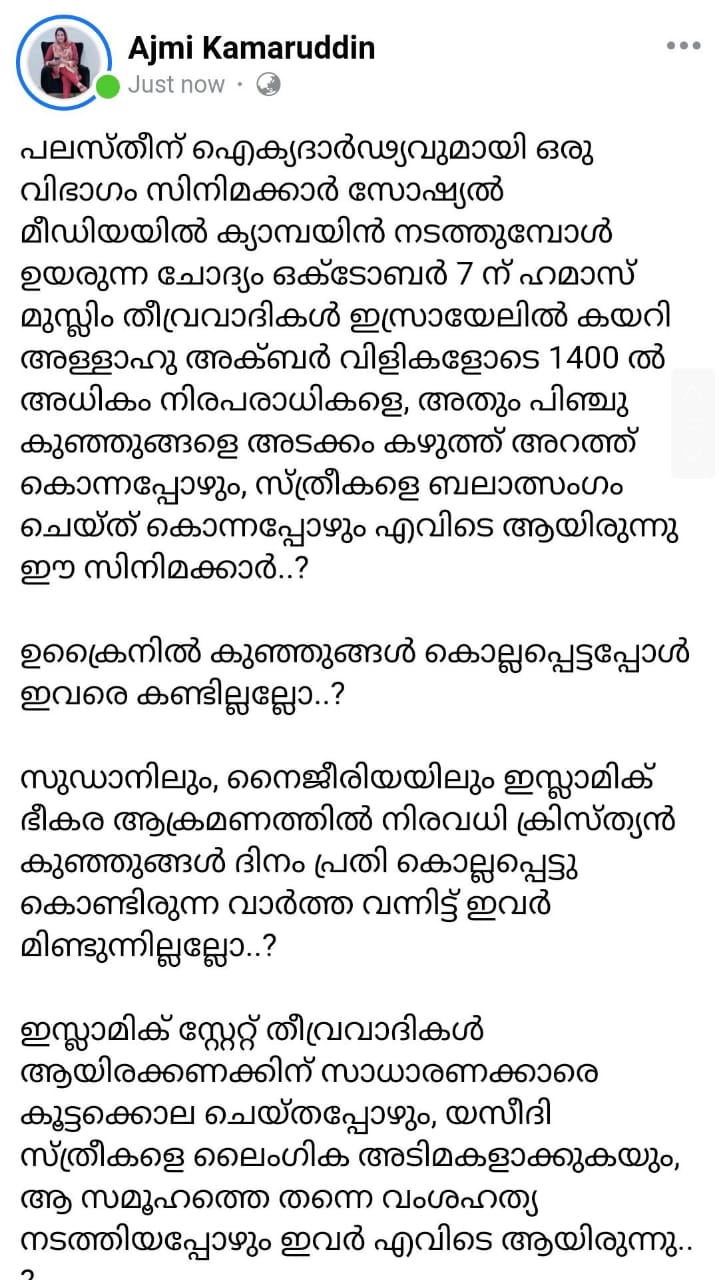 Ajmi Kamaruddin
Just now
പലസ്തീന് ഐക്യദാർഢ്യവുമായി ഒരു
വിഭാഗം സിനിമക്കാർ സോഷ്യൽ
മീഡിയയിൽ ക്യാമ്പയിൻ നടത്തുമ്പോൾ
ഉയരുന്ന ചോദ്യം ഒക്ടോബർ 7 ന് ഹമാസ്
മുസ്ലിം തീവ്രവാദികൾ ഇസ്രായേലിൽ കയറി
അള്ളാഹു അക്ബർ വിളികളോടെ 1400 ൽ
അധികം നിരപരാധികളെ, അതും പിഞ്ചു
കുഞ്ഞുങ്ങളെ അടക്കം കഴുത്ത് അറത്ത്
കൊന്നപ്പോഴും, സ്ത്രീകളെ ബലാത്സംഗം
ചെയ്ത് കൊന്നപ്പോഴും എവിടെ ആയിരുന്നു
ഈ സിനിമക്കാർ..?
ഉക്രൈനിൽ കുഞ്ഞുങ്ങൾ കൊല്ലപ്പെട്ടപ്പോൾ
ഇവരെ കണ്ടില്ലല്ലോ..?
സുഡാനിലും, നൈജീരിയയിലും ഇസ്ലാമിക്
ഭീകര ആക്രമണത്തിൽ നിരവധി ക്രിസ്ത്യൻ
കുഞ്ഞുങ്ങൾ ദിനം പ്രതി കൊല്ലപ്പെട്ടു
കൊണ്ടിരുന്ന വാർത്ത വന്നിട്ട് ഇവർ
മിണ്ടുന്നില്ലല്ലോ..?
ഇസ്ലാമിക് സ്റ്റേറ്റ് തീവ്രവാദികൾ
ആയിരക്കണക്കിന് സാധാരണക്കാരെ
കൂട്ടക്കൊല ചെയ്തപ്പോഴും, യസീദി
സ്ത്രീകളെ ലൈംഗിക അടിമകളാക്കുകയും,
ആ സമൂഹത്തെ തന്നെ വംശഹത്യ
നടത്തിയപ്പോഴും ഇവർ എവിടെ ആയിരുന്നു..
?